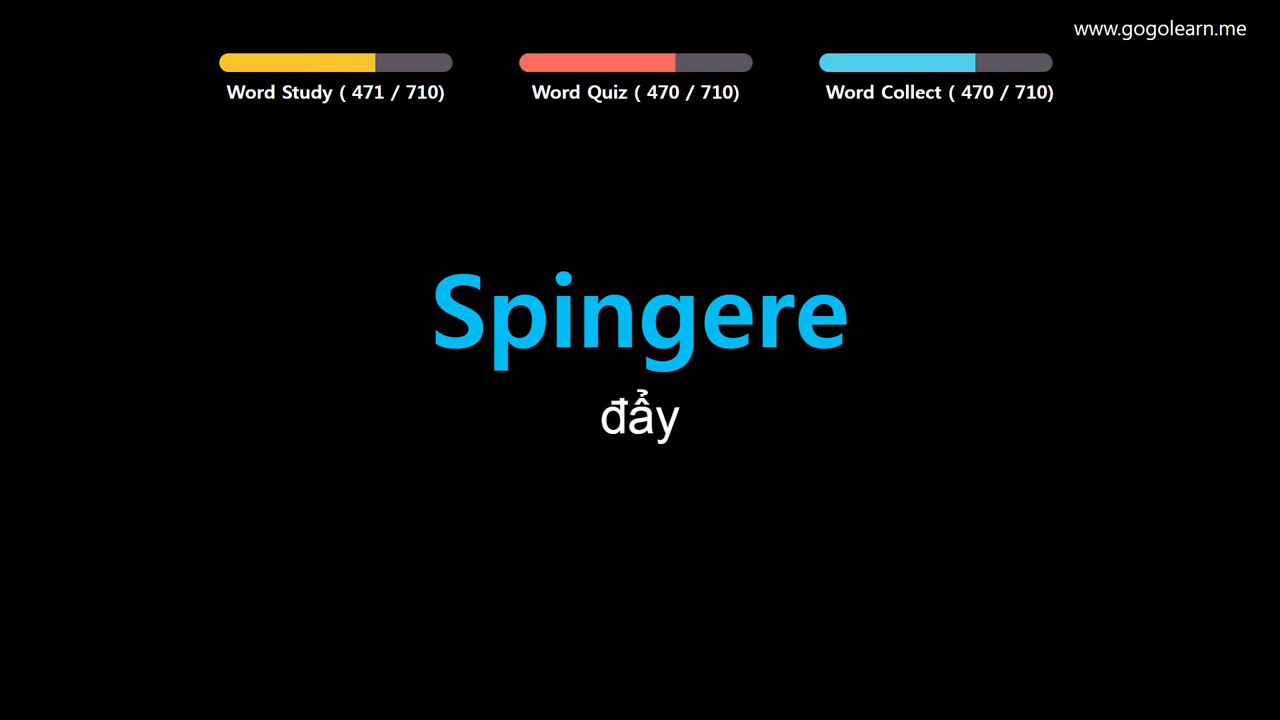 www.gogolearn.me
Word Study ( 471 / 710)
Word Quiz ( 470 / 710)
Word Collect ( 470 / 710)
Spingere
đẩy